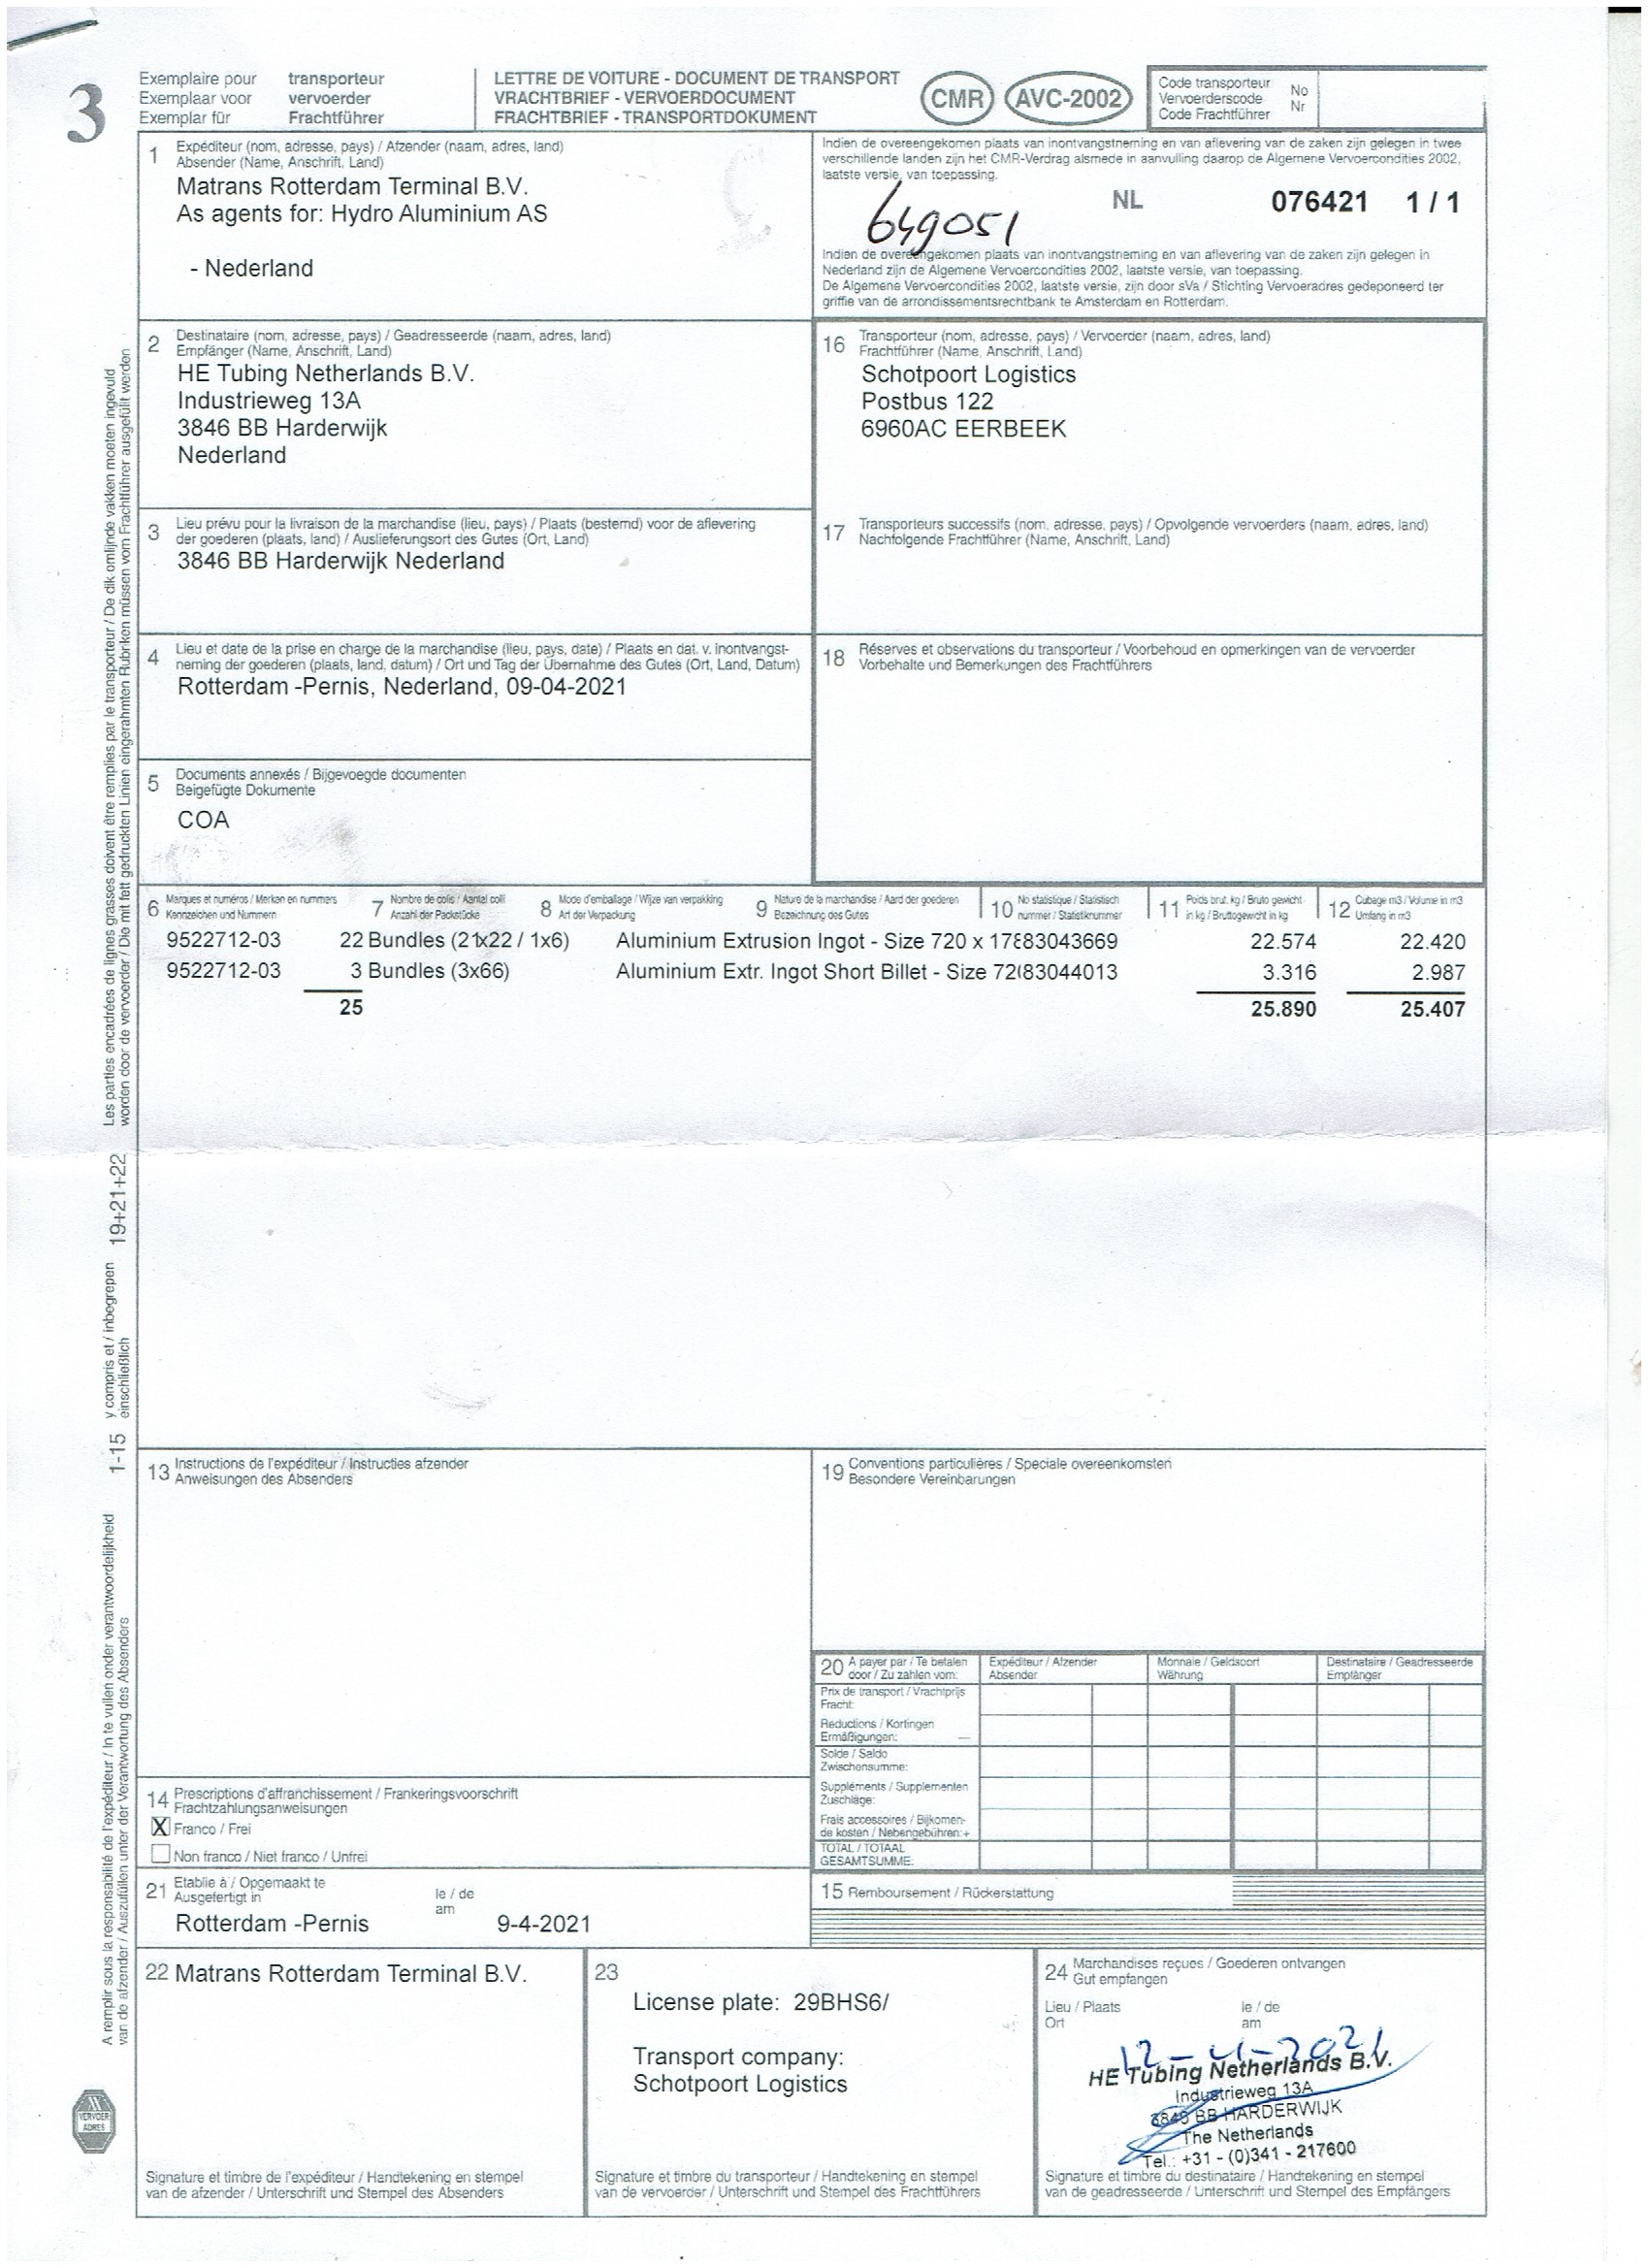 3
Exemplaire pour transporteur
Exemplaar voor vervoerder
Exemplar für Frachtführer
LETTRE DE VOITURE - DOCUMENT DE TRANSPORT
VRACHTBRIEF - VERVOERDOCUMENT
FRACHTBRIEF - TRANSPORTDOKUMENT
CMR AVC-2002
Code transporteur No
Vervoerderscode Nr
Code Frachtführer
1 Expéditeur (nom, adresse, pays) / Afzender (naam, adres, land)
Absender (Name, Anschrift, Land)
Matrans Rotterdam Terminal B.V.
As agents for: Hydro Aluminium AS
- Nederland
Indien de overeengekomen plaats van inontvangstneming en van aflevering van de zaken zijn gelegen in twee
verschillende landen zijn het CMR-Verdrag alsmede in aanvulling daarop de Algemene Vervoercondities 2002,
laatste versie, van toepassing.
NL 076421 1 / 1
649051
Indien de overeengekomen plaats van inontvangstneming en van aflevering van de zaken zijn gelegen in
Nederland zijn de Algemene Vervoercondities 2002, laatste versie, van toepassing.
De Algemene Vervoercondities 2002, laatste versie, zijn door sVa / Stichting Vervoeradres gedeponeerd ter
griffie van de arrondissementsrechtbank te Amsterdam en Rotterdam.
2 Destinataire (nom, adresse, pays) / Geadresseerde (naam, adres, land)
Empfänger (Name, Anschrift, Land)
HE Tubing Netherlands B.V.
Industrieweg 13A
3846 BB Harderwijk
Nederland
16 Transporteur (nom, adresse, pays) / Vervoerder (naam, adres, land)
Frachtführer (Name, Anschrift, Land)
Schotpoort Logistics
Postbus 122
6960AC EERBEEK
3 Lieu prévu pour la livraison de la marchandise (lieu, pays) / Plaats (bestemd) voor de aflevering
der goederen (plaats, land) / Auslieferungsort des Gutes (Ort, Land)
3846 BB Harderwijk Nederland
17 Transporteurs successifs (nom, adresse, pays) / Opvolgende vervoerders (naam, adres, land)
Nachfolgende Frachtführer (Name, Anschrift, Land)
4 Lieu et date de la prise en charge de la marchandise (lieu, pays, date) / Plaats en dat. v. inontvangst-
neming der goederen (plaats, land, datum) / Ort und Tag der Übernahme des Gutes (Ort, Land, Datum)
Rotterdam -Pernis, Nederland, 09-04-2021
18 Réserves et observations du transporteur / Voorbehoud en opmerkingen van de vervoerder
Vorbehalte und Bemerkungen des Frachtführers
5 Documents annexés / Bijgevoegde documenten
Beigefügte Dokumente
COA
6 Marques et numéros / Merken en nummers
Kennzeichen und Nummern
7 Nombre de colis / Aantal colli
Anzahl der Packstücke
8 Mode d'emballage / Wijze van verpakking
Art der Verpackung
9 Nature de la marchandise / Aard der goederen
Bezeichnung des Gutes
10 No statistique / Statistisch
nummer / Statistiknummer
11 Poids brut. kg / Bruto gewicht
in kg / Bruttogewicht in kg
12 Cubage m3 / Volume in m3
Umfang in m3
9522712-03 22 Bundles (21x22 / 1x6) Aluminium Extrusion Ingot - Size 720 x 178 83043669 22.574 22.420
9522712-03 3 Bundles (3x66) Aluminium Extr. Ingot Short Billet - Size 72( 83044013 3.316 2.987
25 25.890 25.407
13 Instructions de l'expéditeur / Instructies afzender
Anweisungen des Absenders
19 Conventions particulières / Speciale overeenkomsten
Besondere Vereinbarungen
20 A payer par / Te betalen
door / Zu zahlen vom:
Expéditeur / Afzender
Absender
Monnaie / Geldsoort
Währung
Destinataire / Geadresseerde
Empfänger
Prix de transport / Vrachtprijs
Fracht:
Reductions / Kortingen
Ermäßigungen: —
Solde / Saldo
Zwischensumme:
Suppléments / Supplementen
Zuschläge:
Frais accessoires / Bijkomen-
de kosten / Nebengebühren:+
TOTAL / TOTAAL
GESAMTSUMME:
14 Prescriptions d'affranchissement / Frankeringsvoorschrift
Frachtzahlungsanweisungen
X Franco / Frei
Non franco / Niet franco / Unfrei
21 Etablie à / Opgemaakt te
Ausgefertigt in
le / de
am
Rotterdam -Pernis 9-4-2021
15 Remboursement / Rückerstattung
22 Matrans Rotterdam Terminal B.V.
Signature et timbre de l'expéditeur / Handtekening en stempel
van de afzender / Unterschrift und Stempel des Absenders
23
License plate: 29BHS6/
Transport company:
Schotpoort Logistics
Signature et timbre du transporteur / Handtekening en stempel
van de vervoerder / Unterschrift und Stempel des Frachtführers
24 Marchandises reçues / Goederen ontvangen
Gut empfangen
Lieu / Plaats
Ort
le / de
am
12-4-2021
HE Tubing Netherlands B.V.
Industrieweg 13A
3846 BB HARDERWIJK
The Netherlands
Tel.: +31 - (0)341 - 217600
Signature et timbre du destinataire / Handtekening en stempel
van de geadresseerde / Unterschrift und Stempel des Empfängers
Les parties encadrées de lignes grasses doivent être remplies par le transporteur / De dik omlijnde vakken moeten ingevuld
worden door de vervoerder / Die mit fett gedruckten Linien eingerahmten Rubriken müssen vom Frachtführer ausgefüllt werden
19+21+22
y compris et / inbegrepen
einschließlich
1-15
A remplir sous la responsabilité de l'expéditeur / In te vullen onder verantwoordelijkheid
van de afzender / Auszufüllen unter der Verantwortung des Absenders
VERVOER
ADRES